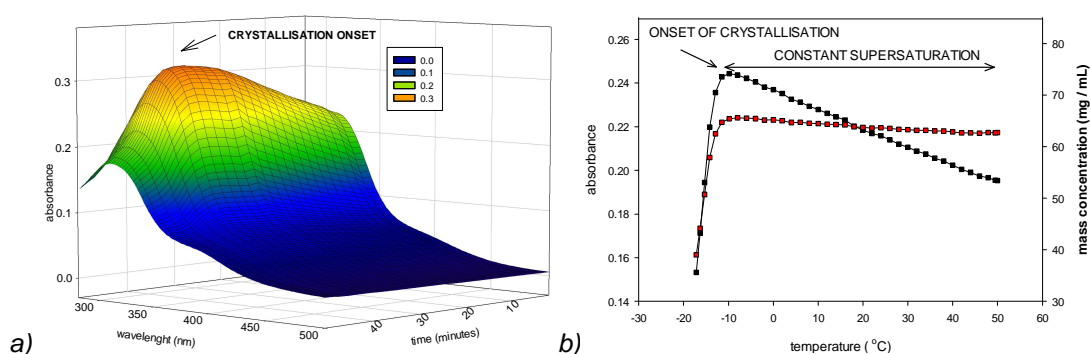 CRYSTALLISATION ONSET
0.0
0.1
0.2
0.3
0.3
0.2
0.1
0.0
absorbance
300
350
400
450
500
wavelenght (nm)
40
30
20
10
time (minutes)
a)
ONSET OF CRYSTALLISATION
CONSTANT SUPERSATURATION
0.26
0.24
0.22
0.20
0.18
0.16
0.14
absorbance
80
70
60
50
40
30
mass concentration (mg / mL)
-30 -20 -10 0 10 20 30 40 50 60
temperature ( °C)
b)